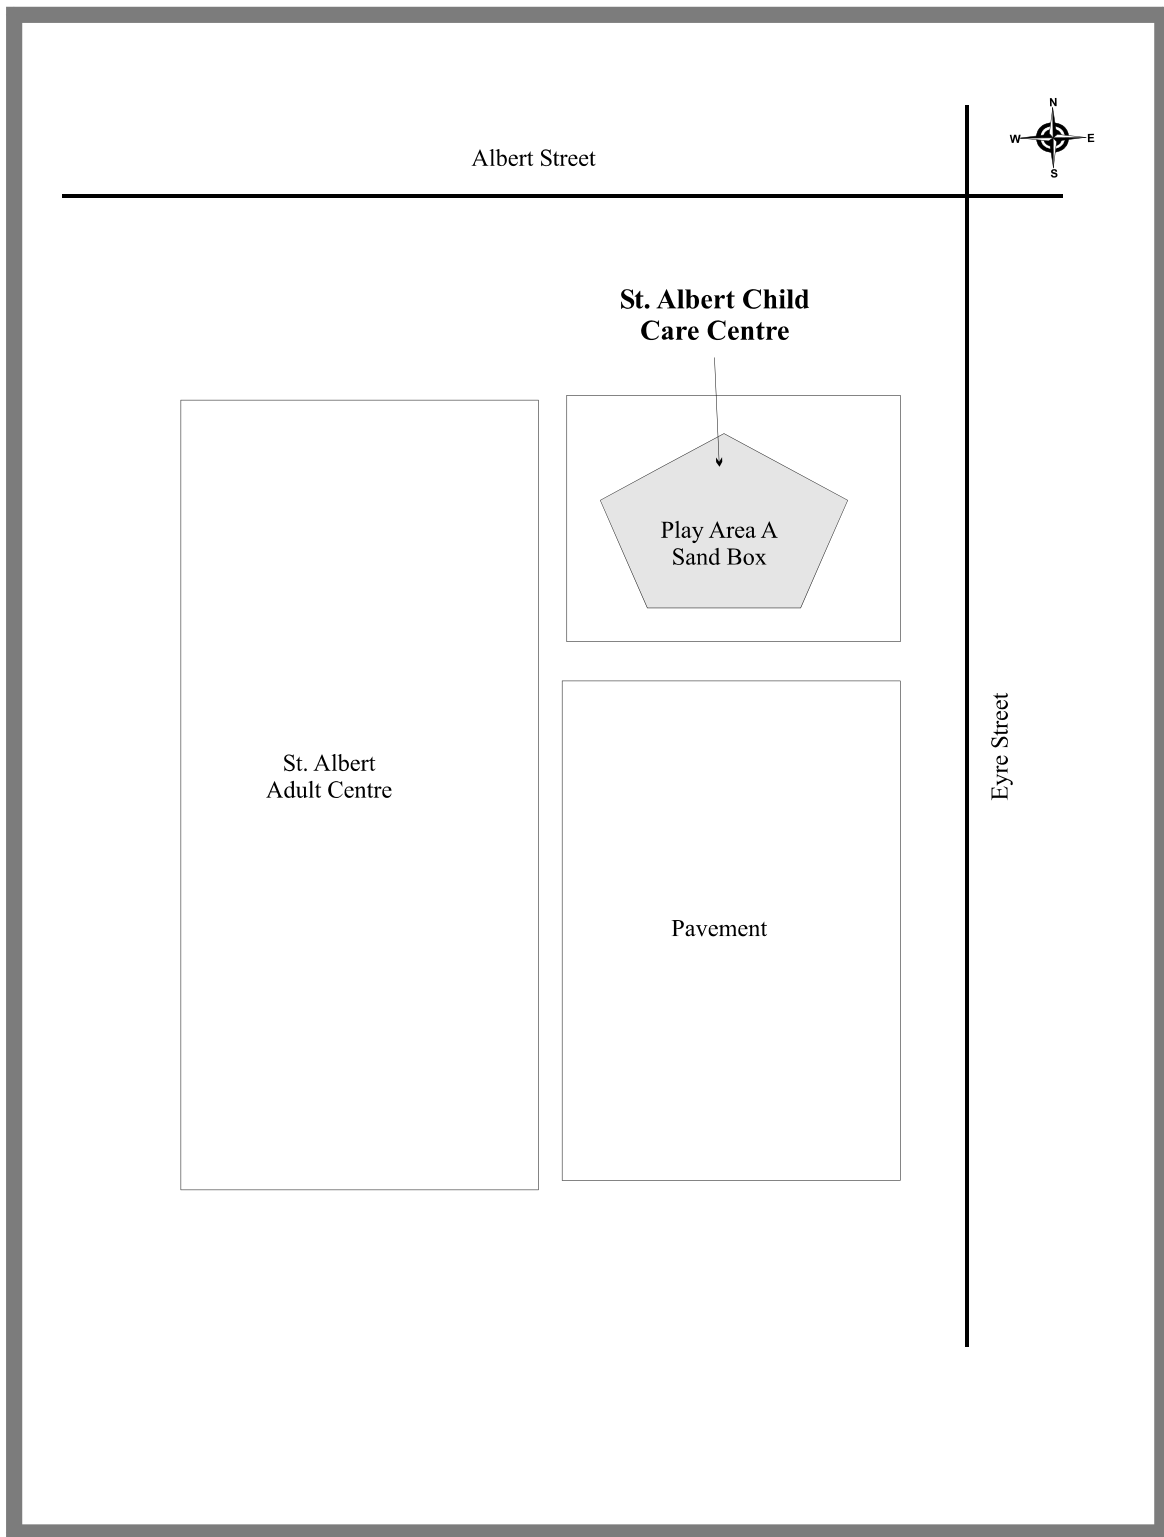 N
W
E
S
Albert Street
St. Albert Child
Care Centre
Play Area A
Sand Box
St. Albert
Adult Centre
Eyre Street
Pavement